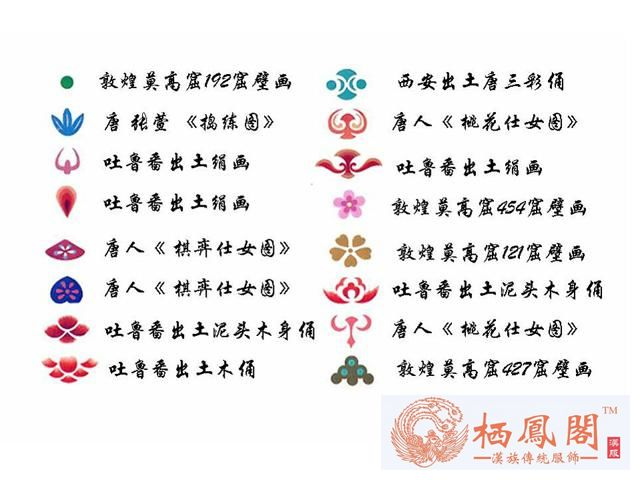 敦煌莫高窟192窟壁画
唐 张萱 《捣练图》
吐鲁番出土绢画
吐鲁番出土绢画
唐人《 棋弈仕女图》
唐人《 棋弈仕女图》
吐鲁番出土泥头木身俑
吐鲁番出土木俑
西安出土唐三彩俑
唐人《 桃花仕女图》
吐鲁番出土绢画
敦煌莫高窟454窟壁画
敦煌莫高窟121窟壁画
吐鲁番出土泥头木身俑
唐人《 桃花仕女图》
敦煌莫高窟427窟壁画
栖鳳閣™
漢族傳統服飾
漢服